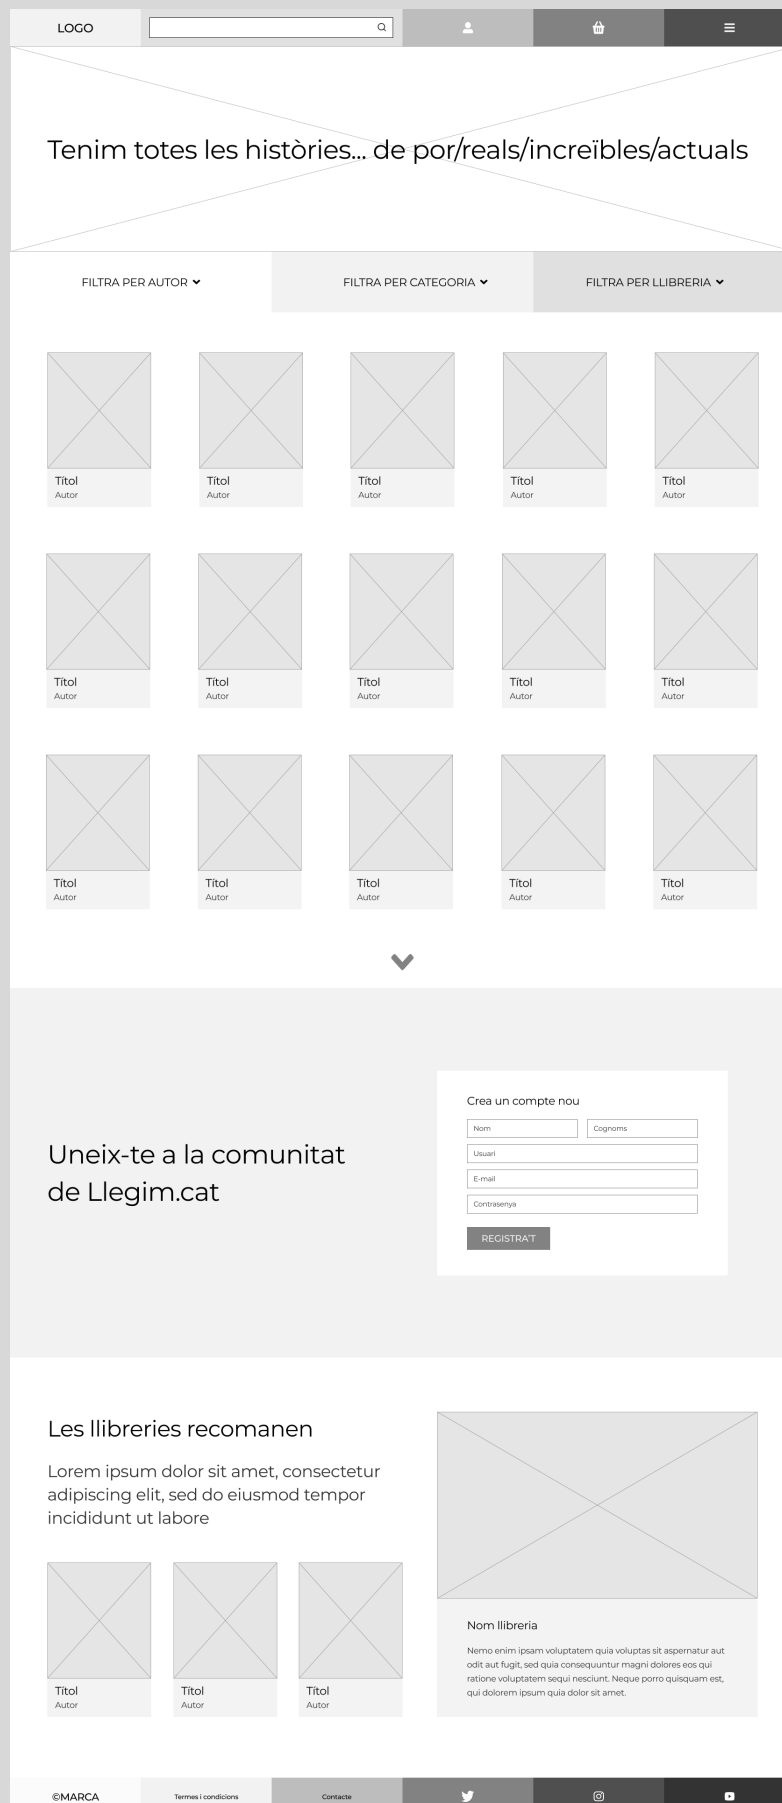 LOGO
Tenim totes les històries... de por/reals/increïbles/actuals
FILTRA PER AUTOR
FILTRA PER CATEGORIA
FILTRA PER LLIBRERIA
Títol
Autor
Títol
Autor
Títol
Autor
Títol
Autor
Títol
Autor
Títol
Autor
Títol
Autor
Títol
Autor
Títol
Autor
Títol
Autor
Títol
Autor
Títol
Autor
Títol
Autor
Títol
Autor
Títol
Autor
Uneix-te a la comunitat
de Llegim.cat
Crea un compte nou
Nom
Cognoms
Usuari
E-mail
Contrasenya
REGISTRA'T
Les llibreries recomanen
Lorem ipsum dolor sit amet, consectetur
adipiscing elit, sed do eiusmod tempor
incididunt ut labore
Títol
Autor
Títol
Autor
Títol
Autor
Nom llibreria
Nemo enim ipsam voluptatem quia voluptas sit aspernatur aut
odit aut fugit, sed quia consequuntur magni dolores eos qui
ratione voluptatem sequi nesciunt. Neque porro quisquam est,
qui dolorem ipsum quia dolor sit amet.
©MARCA
Termes i condicions
Contacte